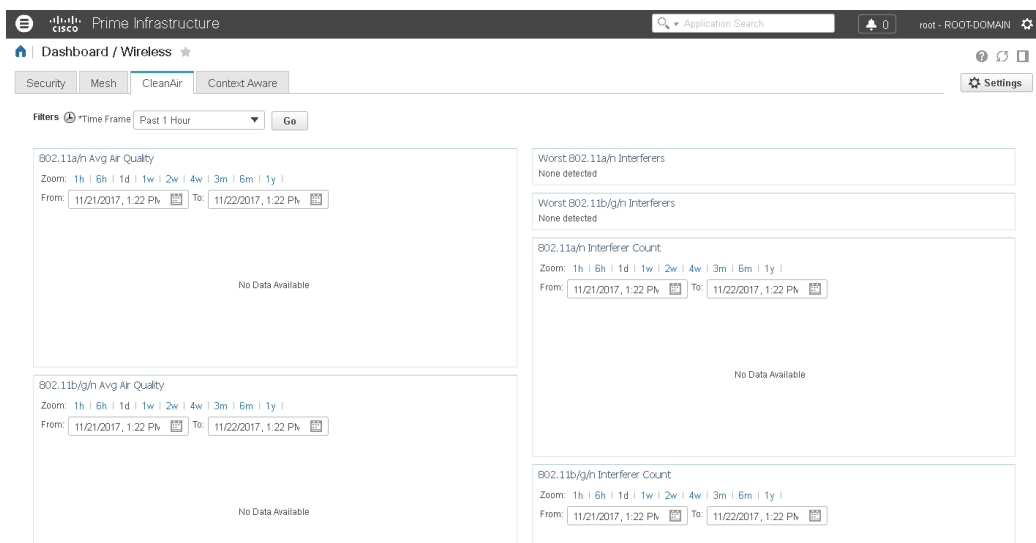 cisco Prime Infrastructure
Application Search
0
root - ROOT-DOMAIN
Dashboard / Wireless
Security
Mesh
CleanAir
Context Aware
Settings
Filters *Time Frame Past 1 Hour Go
802.11a/n Avg Air Quality
Zoom: 1h | 6h | 1d | 1w | 2w | 4w | 3m | 6m | 1y |
From: 11/21/2017, 1:22 PM To: 11/22/2017, 1:22 PM
No Data Available
802.11b/g/n Avg Air Quality
Zoom: 1h | 6h | 1d | 1w | 2w | 4w | 3m | 6m | 1y |
From: 11/21/2017, 1:22 PM To: 11/22/2017, 1:22 PM
No Data Available
Worst 802.11a/n Interferers
None detected
Worst 802.11b/g/n Interferers
None detected
802.11a/n Interferer Count
Zoom: 1h | 6h | 1d | 1w | 2w | 4w | 3m | 6m | 1y |
From: 11/21/2017, 1:22 PM To: 11/22/2017, 1:22 PM
No Data Available
802.11b/g/n Interferer Count
Zoom: 1h | 6h | 1d | 1w | 2w | 4w | 3m | 6m | 1y |
From: 11/21/2017, 1:22 PM To: 11/22/2017, 1:22 PM